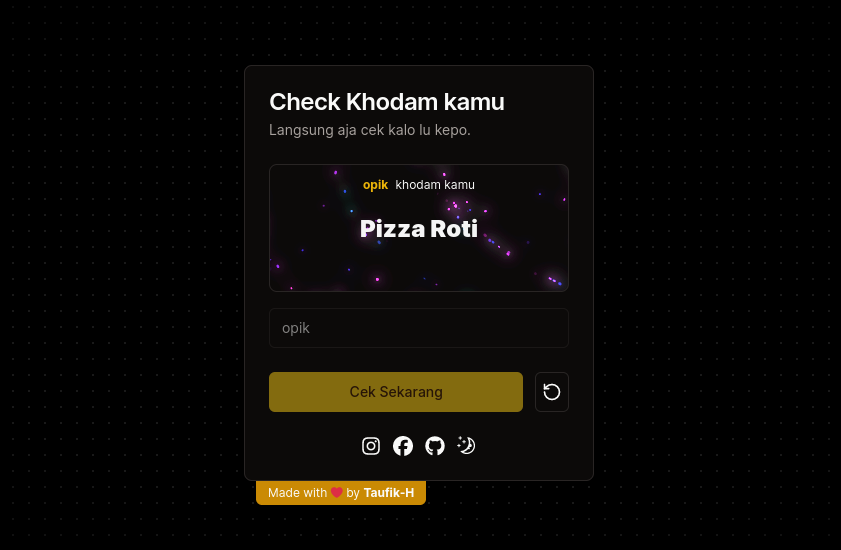 Check Khodam kamu
Langsung aja cek kalo lu kepo.
opik khodam kamu
Pizza Roti
opik
Cek Sekarang
Made with ❤️ by Taufik-H